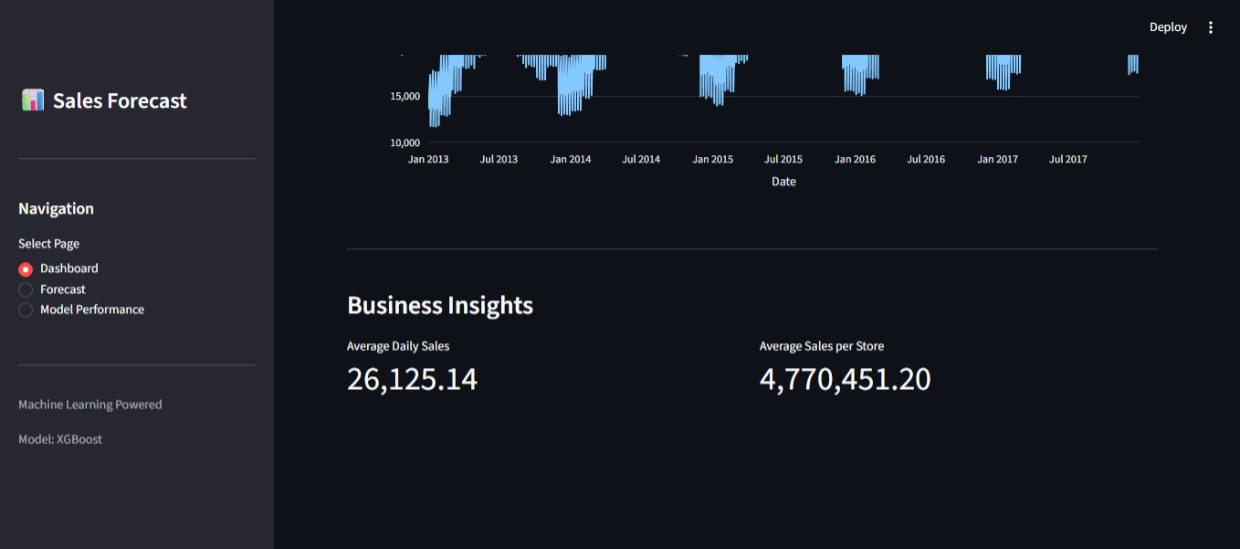 Deploy
Sales Forecast
Navigation
Select Page
Dashboard
Forecast
Model Performance
Machine Learning Powered
Model: XGBoost
15,000
10,000
Jan 2013 Jul 2013 Jan 2014 Jul 2014 Jan 2015 Jul 2015 Jan 2016 Jul 2016 Jan 2017 Jul 2017
Date
Business Insights
Average Daily Sales Average Sales per Store
26,125.14 4,770,451.20